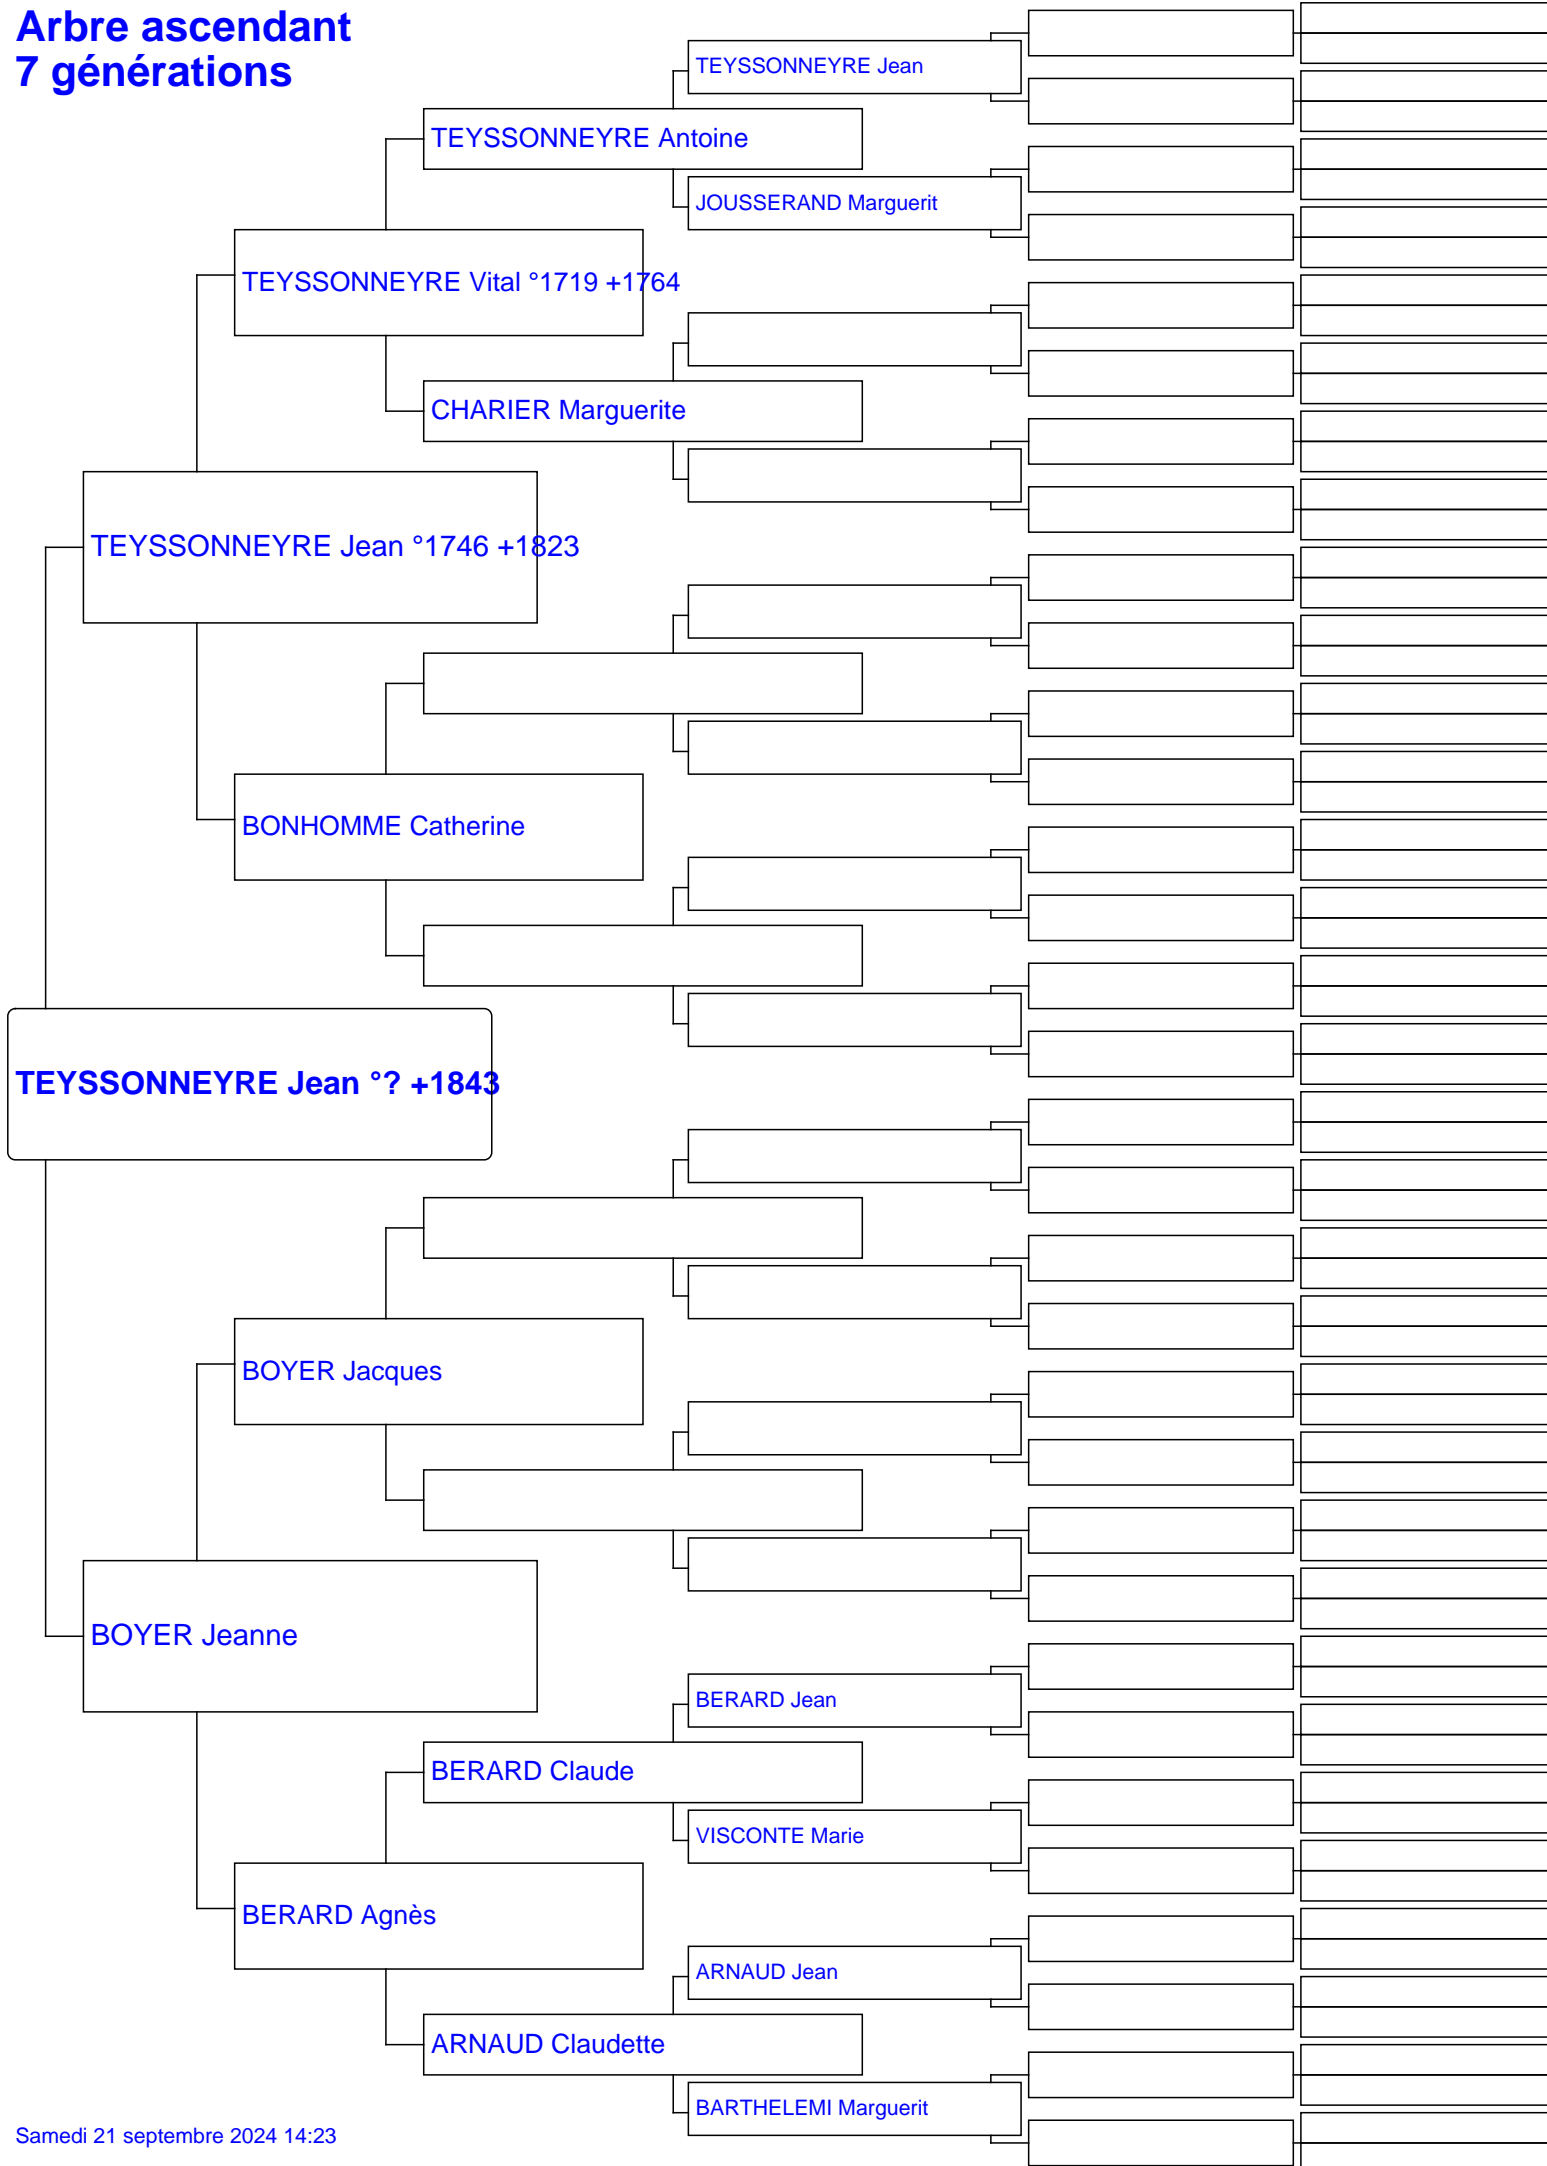 Arbre ascendant
7 générations
TEYSSONNEYRE Jean
TEYSSONNEYRE Antoine
JOUSSERAND Marguerit
TEYSSONNEYRE Vital °1719 +1764
CHARIER Marguerite
TEYSSONNEYRE Jean °1746 +1823
BONHOMME Catherine
TEYSSONNEYRE Jean °? +1843
BOYER Jacques
BOYER Jeanne
BERARD Jean
BERARD Claude
VISCONTE Marie
BERARD Agnès
ARNAUD Jean
ARNAUD Claudette
BARTHELEMI Marguerit
Samedi 21 septembre 2024 14:23